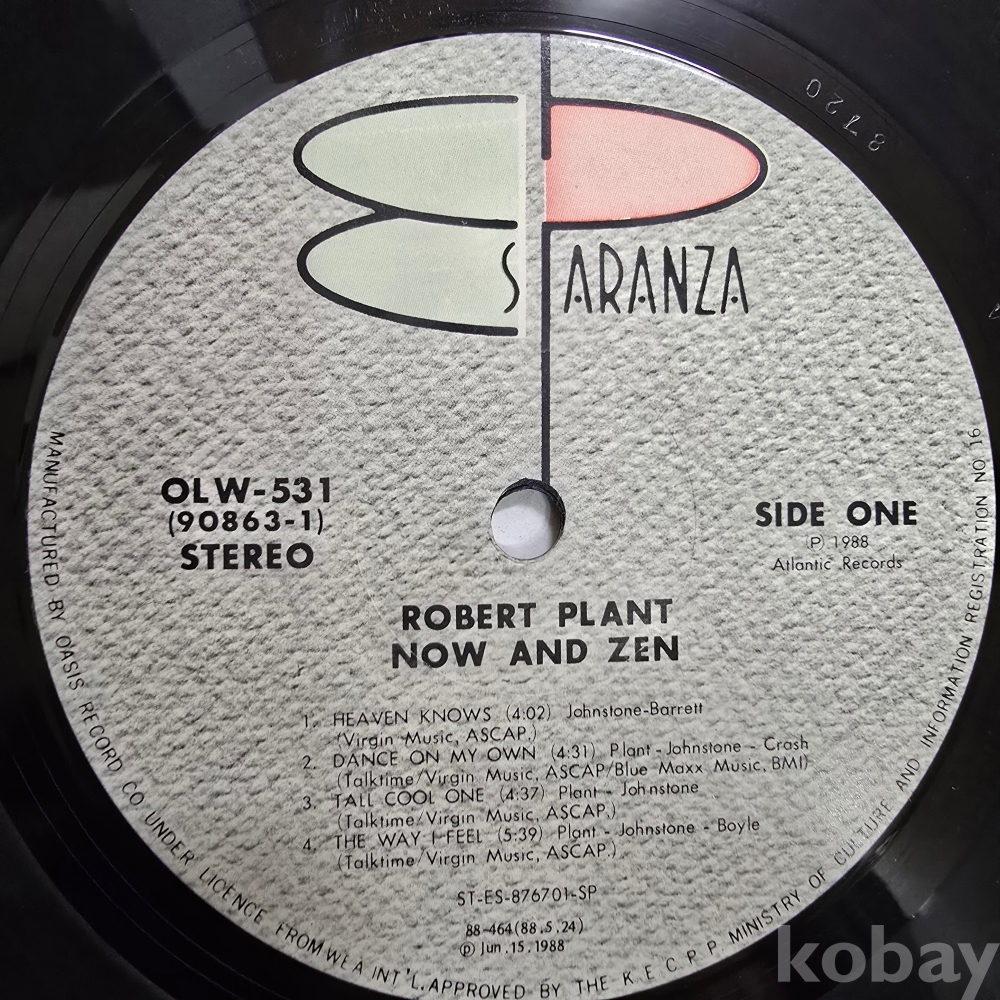 8720
ES PARANZA
OLW-531
(90863-1)
STEREO
SIDE ONE
(P) 1988
Atlantic Records
ROBERT PLANT
NOW AND ZEN
1. HEAVEN KNOWS (4:02) Johnstone-Barrett
(Virgin Music, ASCAP.)
2. DANCE ON MY OWN (4:31) Plant-Johnstone - Crash
(Talktime/Virgin Music, ASCAP/Blue Maxx Music, BMI)
3. TALL COOL ONE (4:37) Plant- Johnstone
(Talktime/Virgin Music, ASCAP.)
4. THE WAY I FEEL (5:39) Plant - Johnstone - Boyle
(Talktime/Virgin Music, ASCAP.)
ST-ES-876701-SP
88-464(88.5.24)
Ⓟ Jun.15.1988
MANUFACTURED BY OASIS RECORD CO UNDER LICENCE FROM WEA INT'L. APPROVED BY THE K.E.C.P.P. MINISTRY OF CULTURE AND INFORMATION REGISTRATION NO 16
kobay